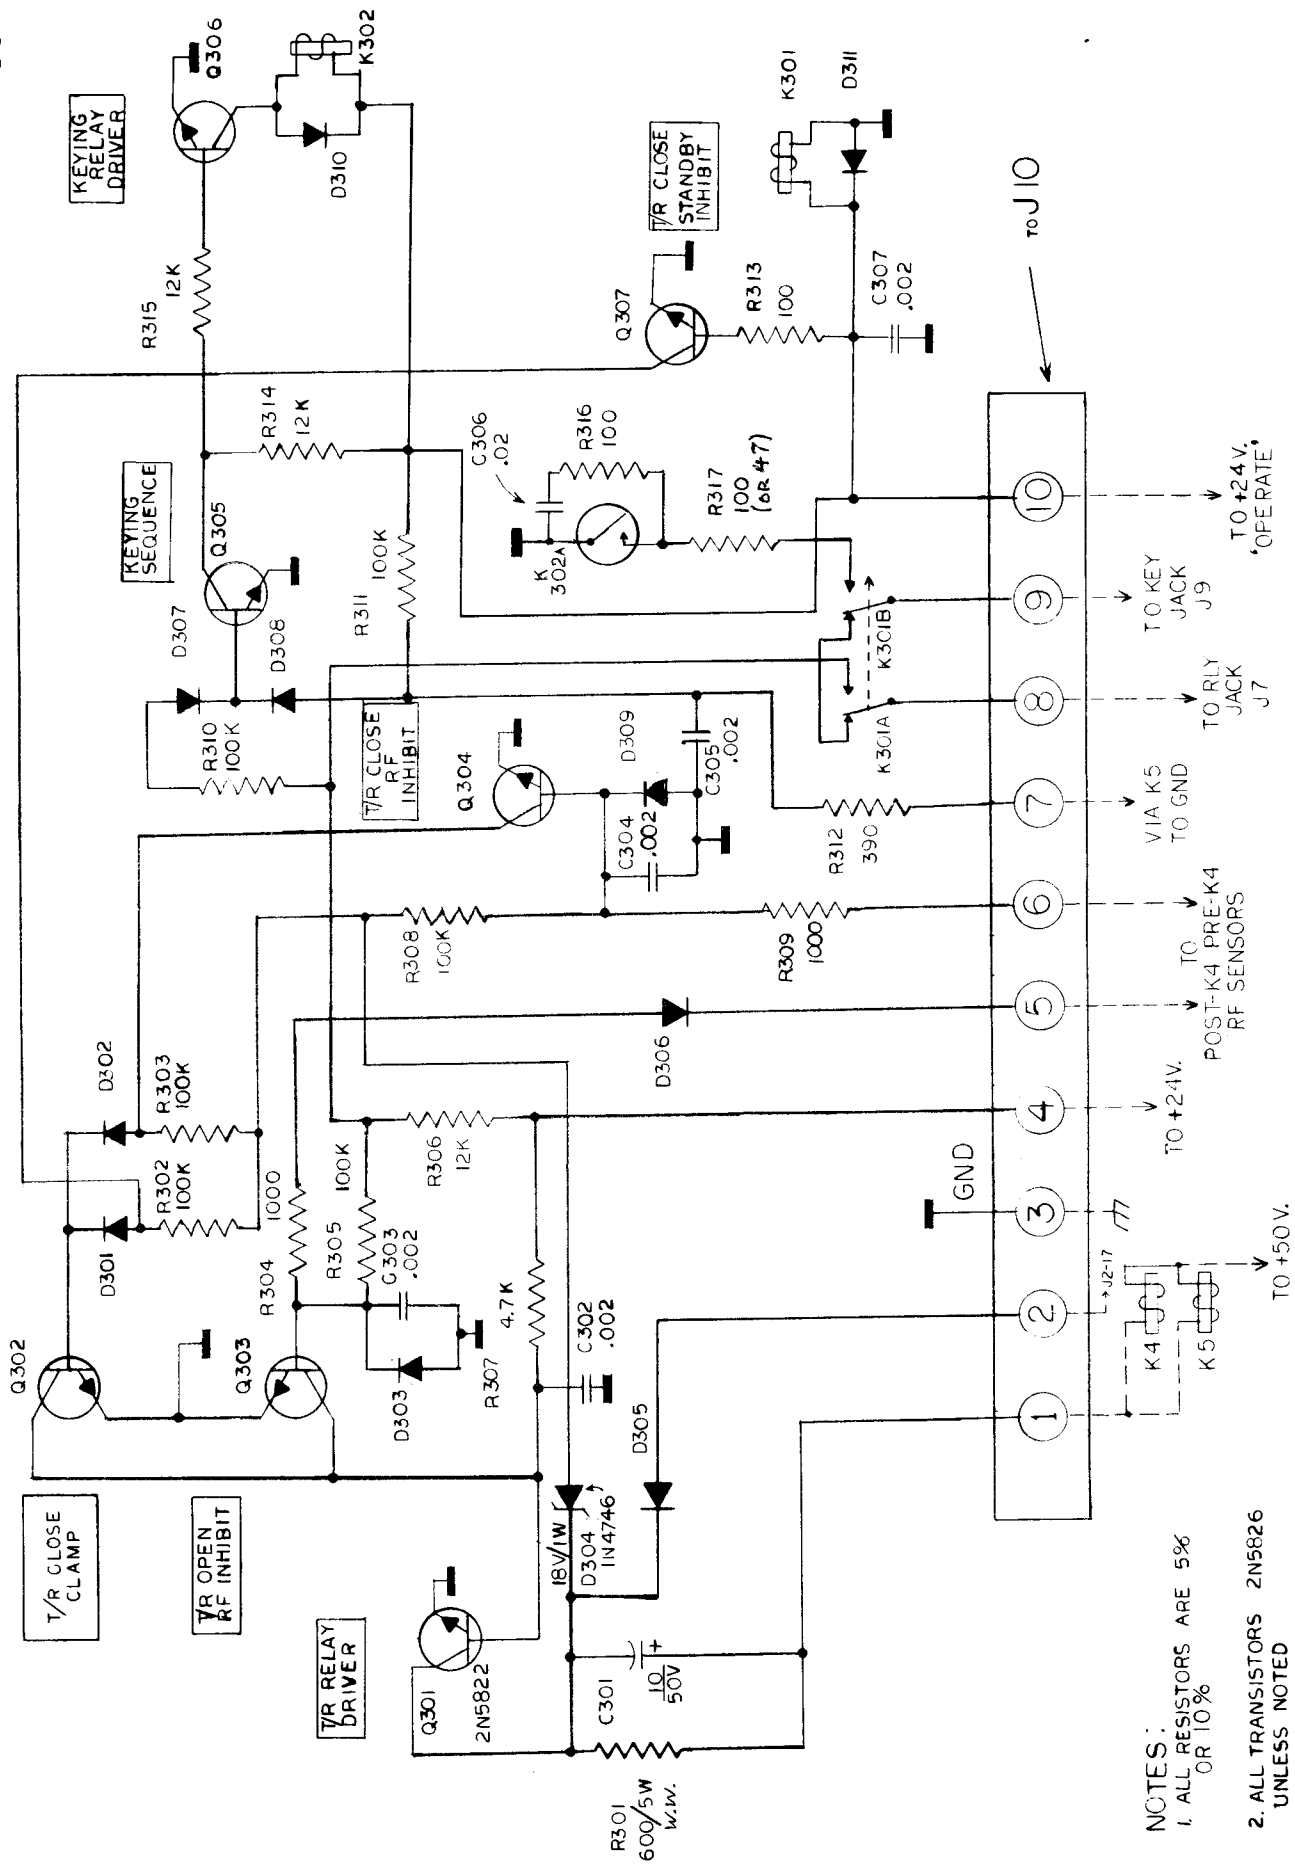 Q306
K302
KEYING
RELAY
DRIVER
D310
R315
12K
R314
12K
KEYING
SEQUENCE
Q305
D307
D308
R310
100K
R311
100K
T/R CLOSE
RF
INHIBIT
T/R CLOSE
STANDBY
INHIBIT
Q307
R313
100
K301
D311
C307
.002
C306
.02
R316
100
K
302A
R317
100
(OR 47)
K301B
K301A
Q304
D309
C305
.002
C304
.002
R312
390
R308
100K
R309
1000
D306
D302
R303
100K
R302
100K
D301
1000
R304
100K
R305
R306
12K
C303
.002
D303
R307
4.7K
C302
.002
Q302
Q303
T/R CLOSE
CLAMP
T/R OPEN
RF INHIBIT
T/R RELAY
DRIVER
Q301
2N5822
18V/1W
D304
1N4746
D305
C301
10
50V
+
R301
600/5W
W.W.
GND
TO J10
1
2
3
4
5
6
7
8
9
10
TO +24V.
'OPERATE'
TO KEY
JACK
J9
TO RLY
JACK
J7
VIA K5
TO GND
TO
POST-K4 PRE-K4
RF SENSORS
TO +24V.
J2-17
K4
K5
TO +50V.
NOTES:
1. ALL RESISTORS ARE 5%
OR 10%
2. ALL TRANSISTORS 2N5826
UNLESS NOTED